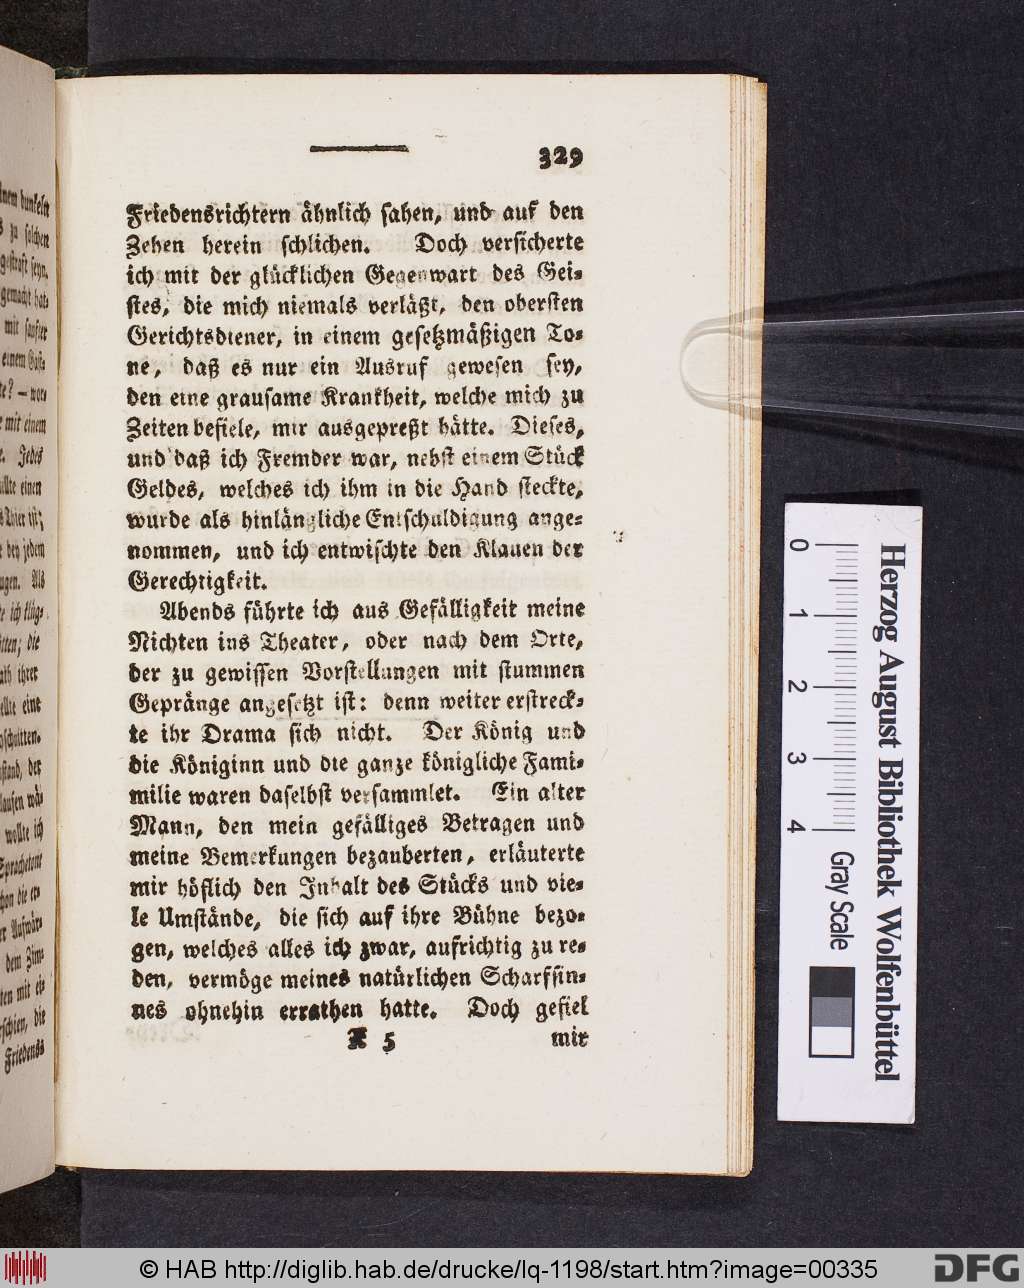 329
Friedensrichtern ähnlich sahen, und auf den
Zehen herein schlichen. Doch versicherte
ich mit der glücklichen Gegenwart des Gei⸗
stes, die mich niemals verläßt, den obersten
Gerichtsdiener, in einem gesetzmäßigen To⸗
ne, daß es nur ein Ausruf gewesen sey,
den eine grausame Krankheit, welche mich zu
Zeiten befiele, mir ausgepreßt hätte. Dieses,
und daß ich Fremder war, nebst einem Stück
Geldes, welches ich ihm in die Hand steckte,
wurde als hinlängliche Entschuldigung ange⸗
nommen, und ich entwischte den Klauen der
Gerechtigkeit.
Abends führte ich aus Gefälligkeit meine
Nichten ins Theater, oder nach dem Orte,
der zu gewissen Vorstellungen mit stummen
Gepränge angesetzt ist: denn weiter erstreck⸗
te ihr Drama sich nicht. Der König und
die Königinn und die ganze königliche Fami⸗
milie waren daselbst versammlet. Ein alter
Mann, den mein gefälliges Betragen und
meine Bemerkungen bezauberten, erläuterte
mir höflich den Inhalt des Stücks und vie⸗
le Umstände, die sich auf ihre Bühne bezo⸗
gen, welches alles ich zwar, aufrichtig zu re⸗
den, vermöge meines natürlichen Scharfsin⸗
nes ohnehin errathen hatte. Doch gefiel
X 5 mir
0 1 2 3 4
Gray Scale
Herzog August Bibliothek Wolfenbüttel
© HAB http://diglib.hab.de/drucke/lq-1198/start.htm?image=00335
DFG